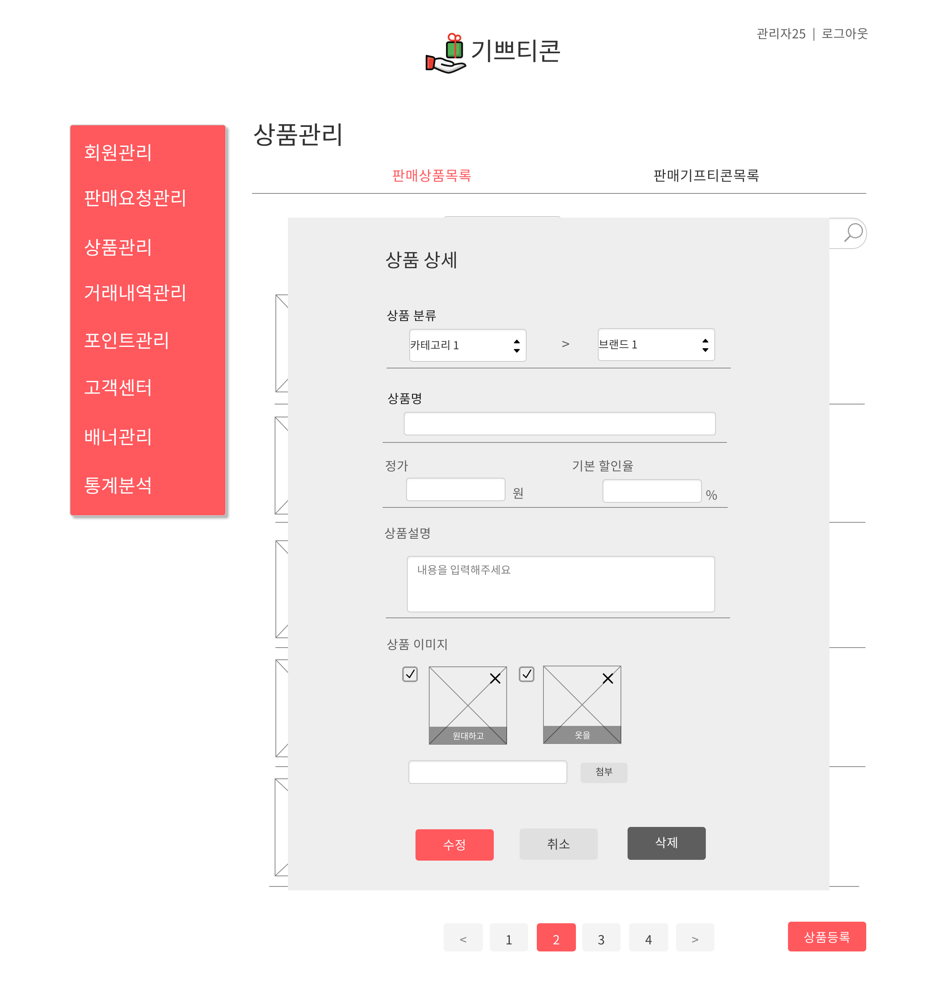 관리자25 | 로그아웃
기쁘티콘
회원관리
판매요청관리
상품관리
거래내역관리
포인트관리
고객센터
배너관리
통계분석
상품관리
판매상품목록 판매기프티콘목록
상품 상세
상품 분류
카테고리 1 > 브랜드 1
상품명
정가 기본 할인율
원 %
상품설명
내용을 입력해주세요
상품 이미지
원대하고 옷을
첨부
수정 취소 삭제
< 1 2 3 4 > 상품등록